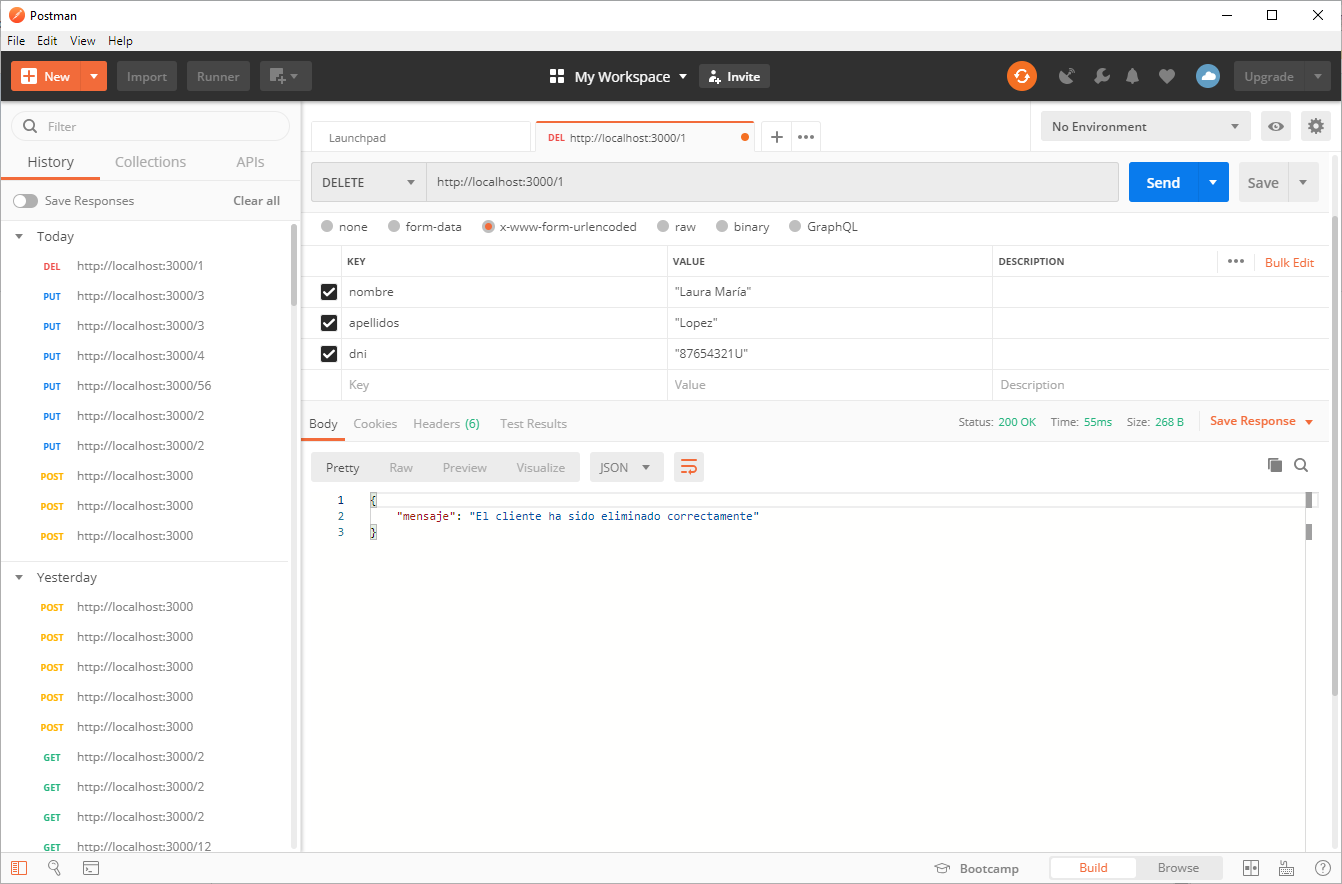 Postman
File Edit View Help
New Import Runner My Workspace Invite Upgrade
Filter
History Collections APIs
Save Responses Clear all
Today
DEL http://localhost:3000/1
PUT http://localhost:3000/3
PUT http://localhost:3000/3
PUT http://localhost:3000/4
PUT http://localhost:3000/56
PUT http://localhost:3000/2
PUT http://localhost:3000/2
POST http://localhost:3000
POST http://localhost:3000
POST http://localhost:3000
Yesterday
POST http://localhost:3000
POST http://localhost:3000
POST http://localhost:3000
POST http://localhost:3000
POST http://localhost:3000
GET http://localhost:3000/2
GET http://localhost:3000/2
GET http://localhost:3000/2
GET http://localhost:3000/12
Launchpad DEL http://localhost:3000/1 No Environment
DELETE http://localhost:3000/1 Send Save
none form-data x-www-form-urlencoded raw binary GraphQL
KEY VALUE DESCRIPTION Bulk Edit
nombre "Laura María"
apellidos "Lopez"
dni "87654321U"
Key Value Description
Body Cookies Headers (6) Test Results Status: 200 OK Time: 55ms Size: 268 B Save Response
Pretty Raw Preview Visualize JSON
1 {
2 "mensaje": "El cliente ha sido eliminado correctamente"
3 }
Bootcamp Build Browse